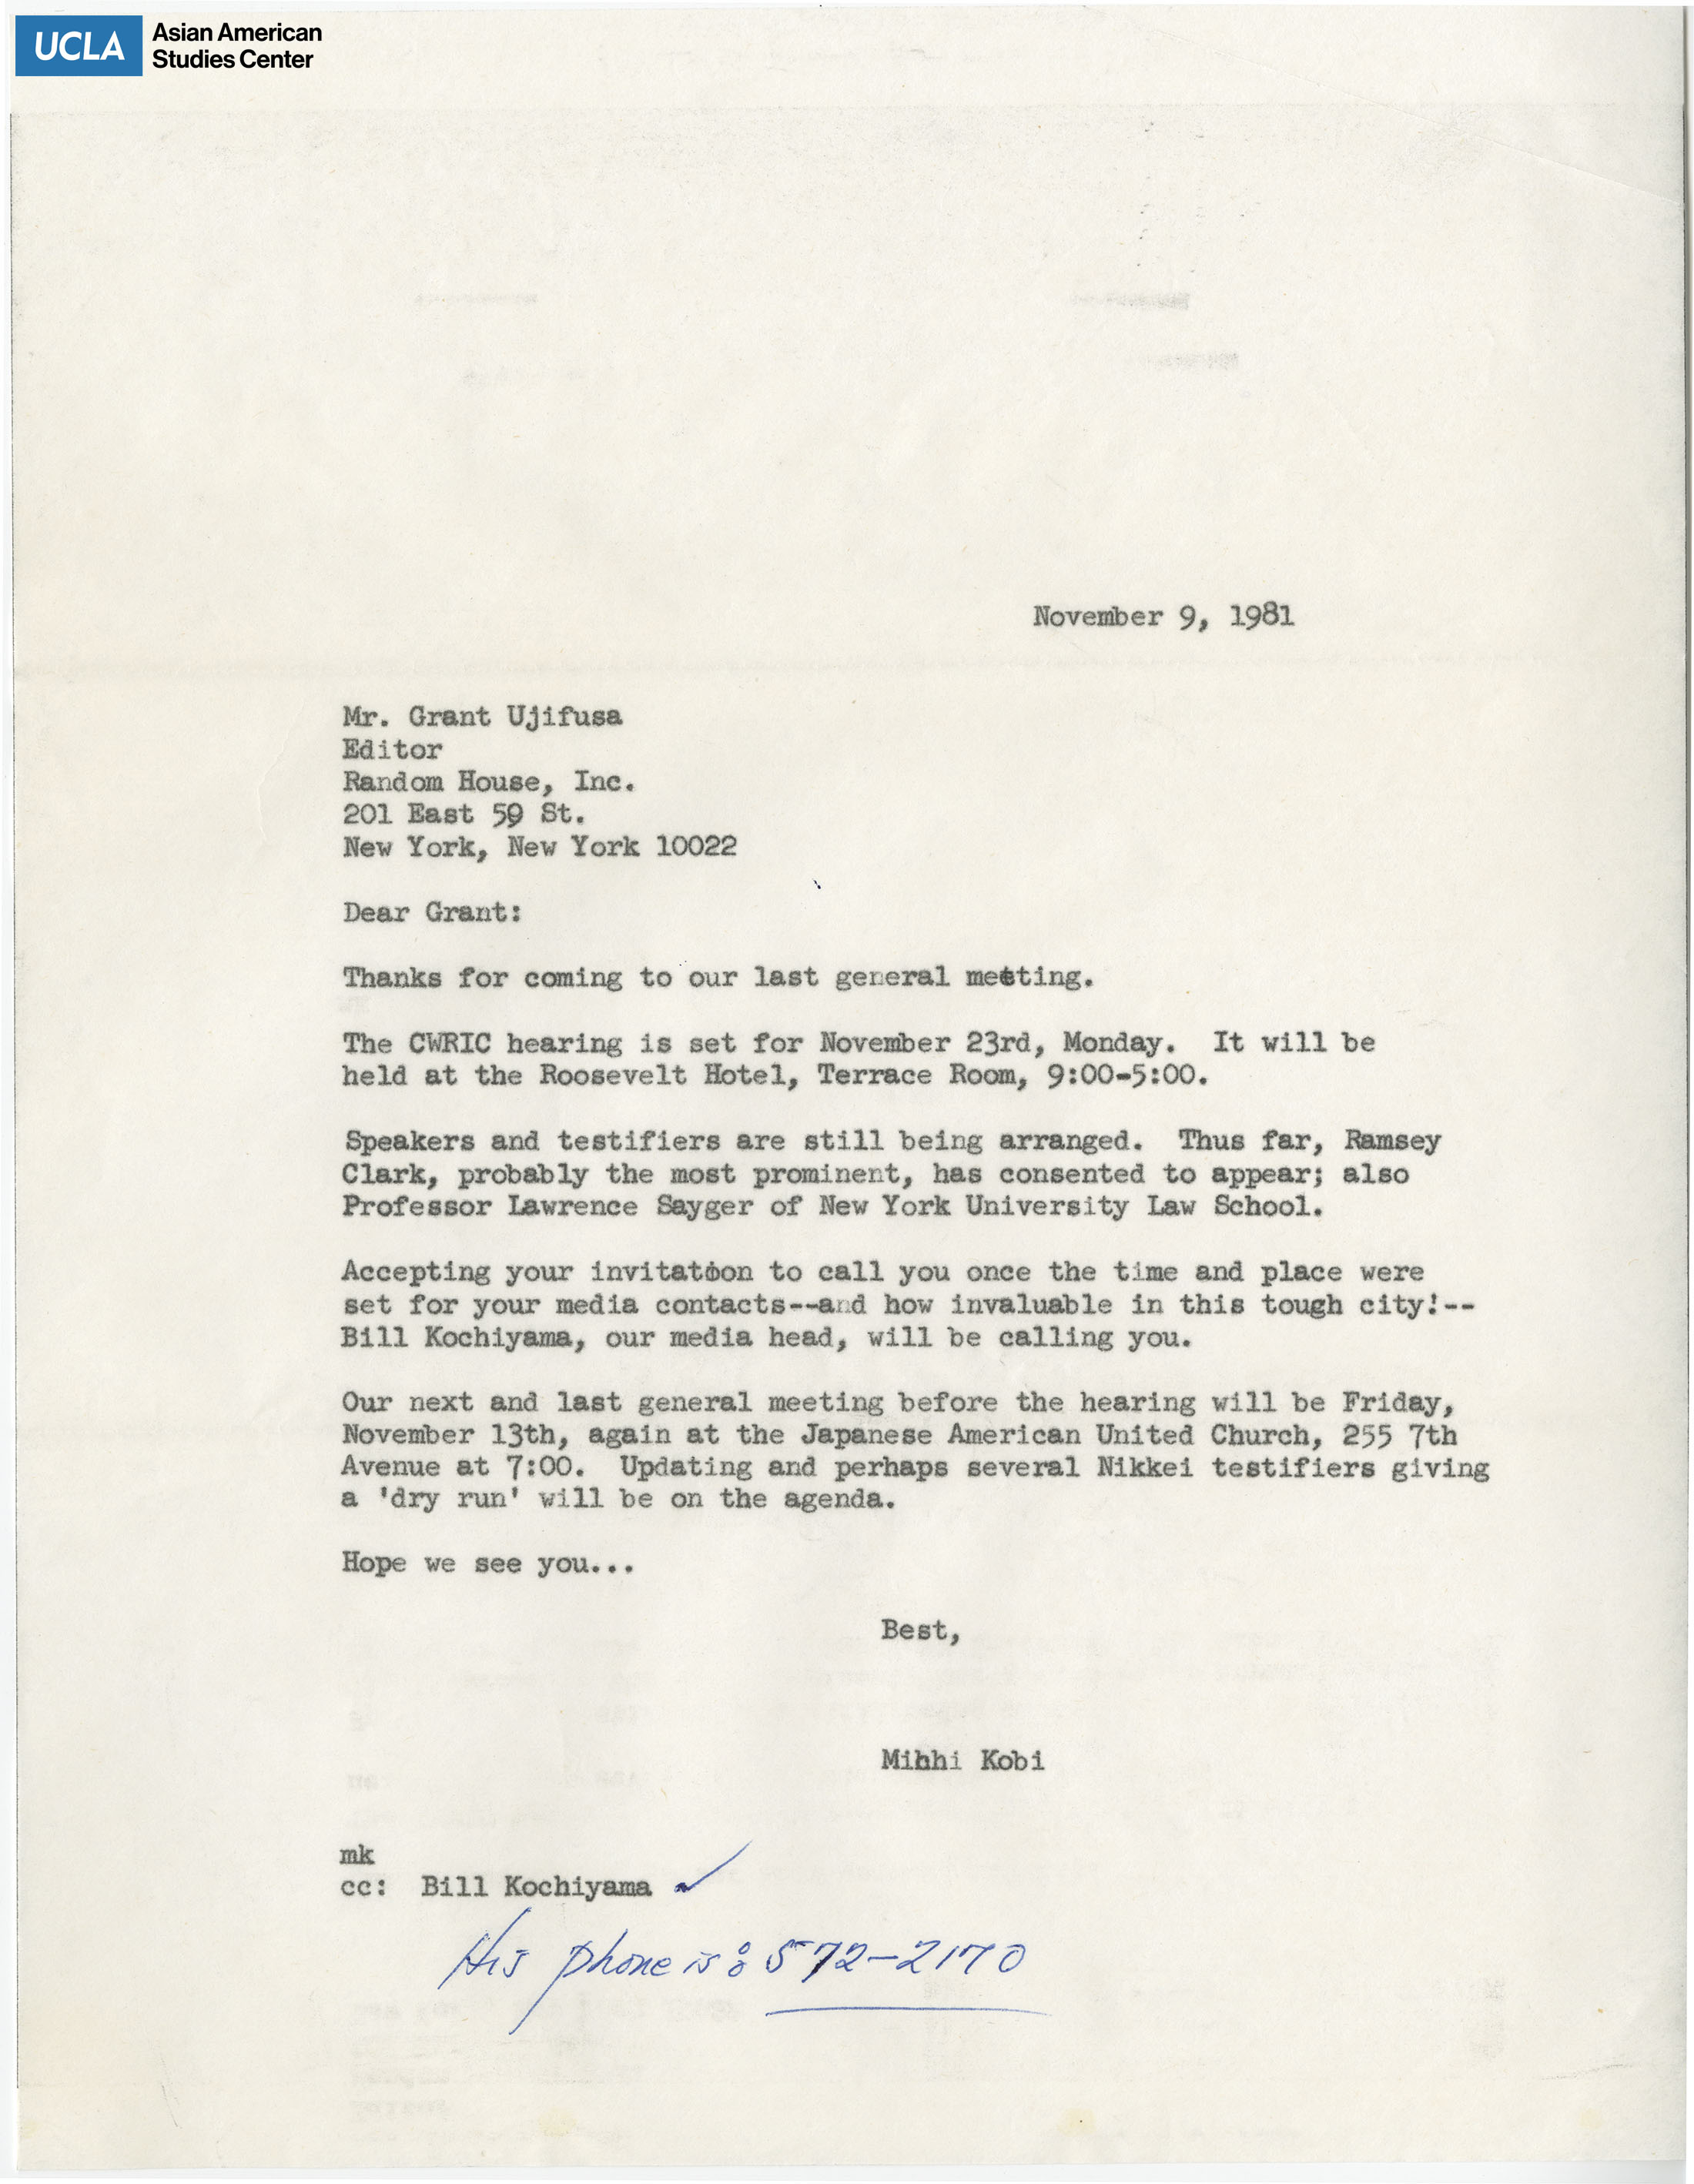 UCLA Asian American
Studies Center
November 9, 1981
Mr. Grant Ujifusa
Editor
Random House, Inc.
201 East 59 St.
New York, New York 10022
Dear Grant:
Thanks for coming to our last general meeting.
The CWRIC hearing is set for November 23rd, Monday. It will be
held at the Roosevelt Hotel, Terrace Room, 9:00-5:00.
Speakers and testifiers are still being arranged. Thus far, Ramsey
Clark, probably the most prominent, has consented to appear; also
Professor Lawrence Sayger of New York University Law School.
Accepting your invitation to call you once the time and place were
set for your media contacts--and how invaluable in this tough city!--
Bill Kochiyama, our media head, will be calling you.
Our next and last general meeting before the hearing will be Friday,
November 13th, again at the Japanese American United Church, 255 7th
Avenue at 7:00. Updating and perhaps several Nikkei testifiers giving
a 'dry run' will be on the agenda.
Hope we see you...
Best,
Kobi
mk
cc: Bill Kochiyama ✓
His phone is: 572-2170